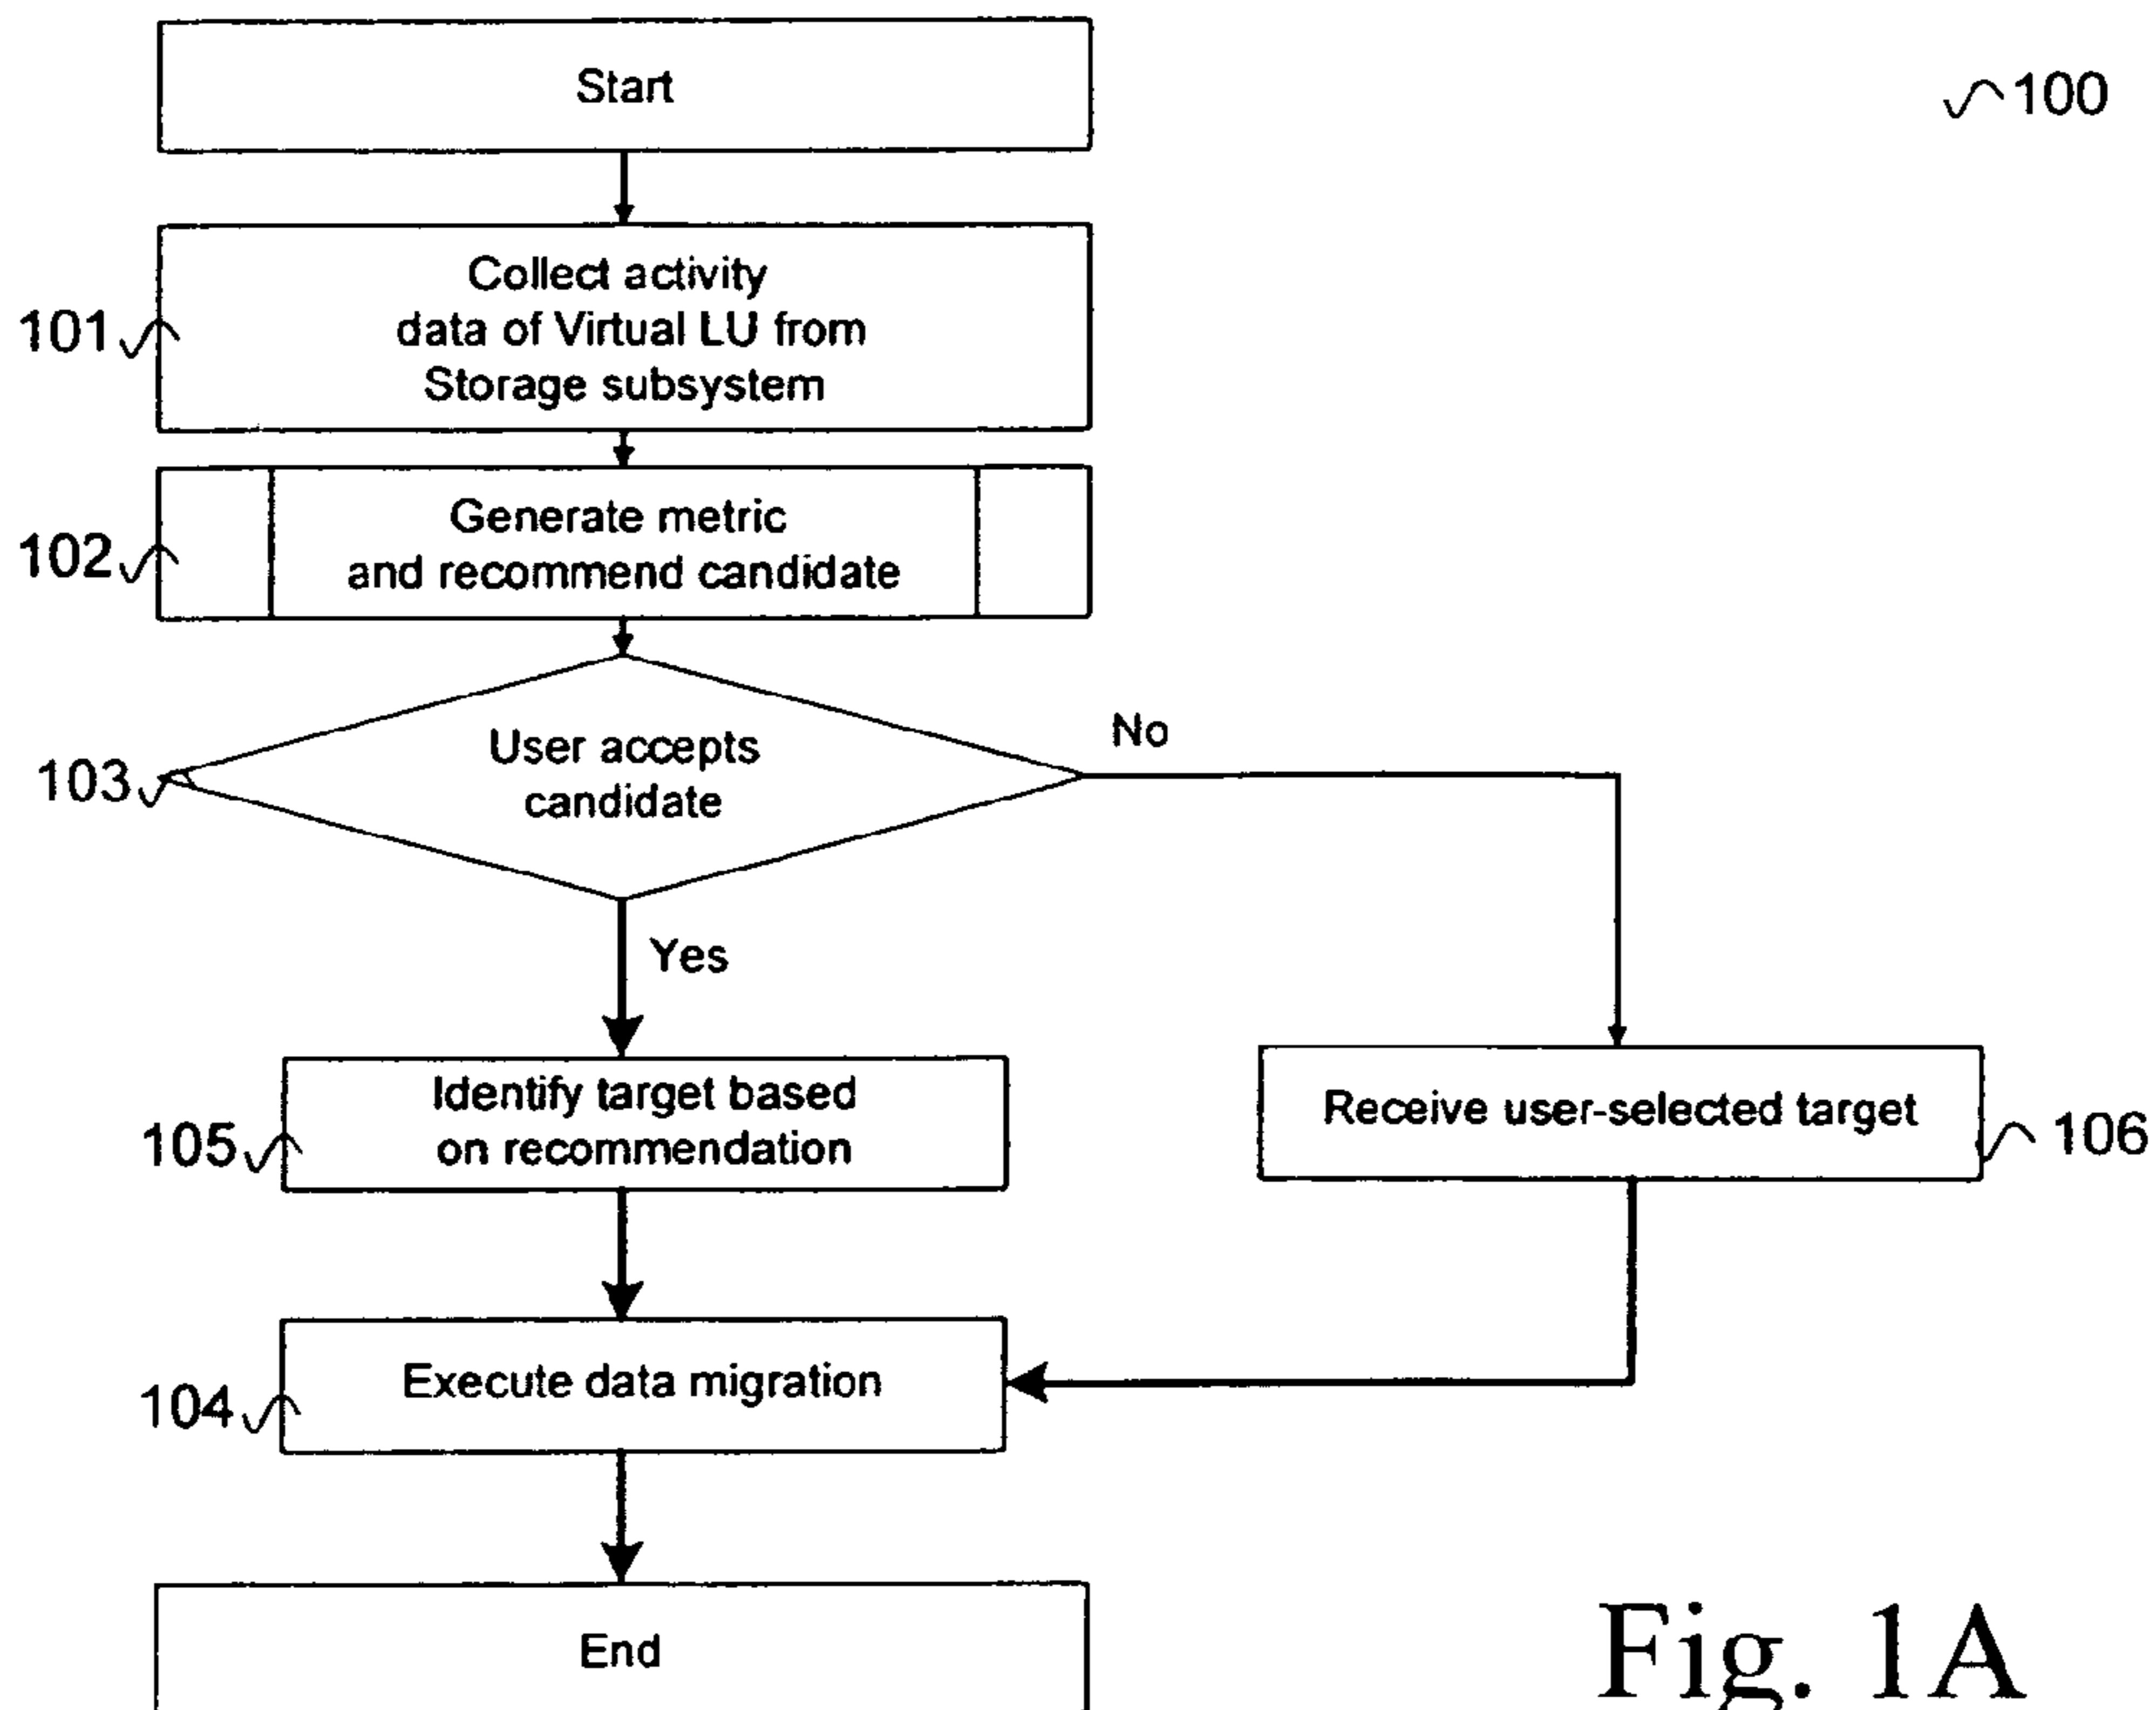 Start
100
Collect activity
data of Virtual LU from
Storage subsystem
101
Generate metric
and recommend candidate
102
User accepts
candidate
103
No
Yes
Identify target based
on recommendation
105
Receive user-selected target
106
Execute data migration
104
End
Fig. 1A